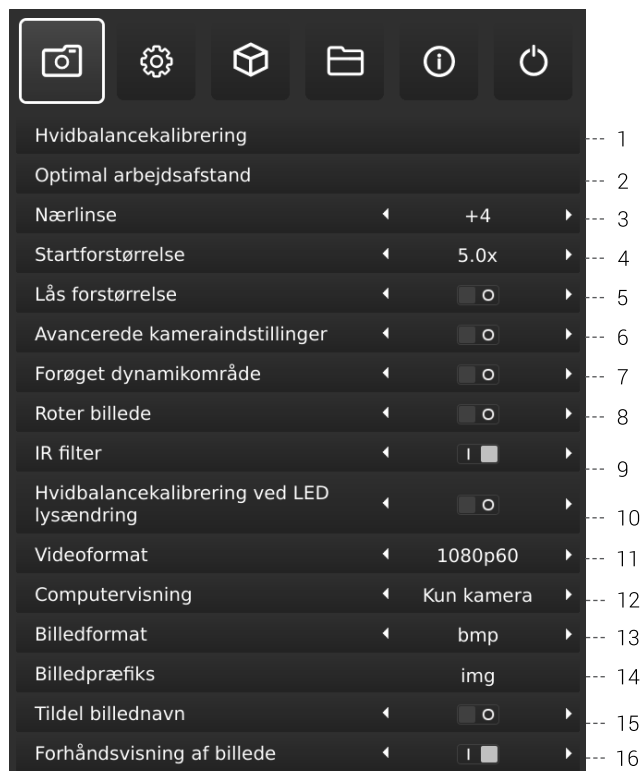 Hvidbalancekalibrering --- 1
Optimal arbejdsafstand --- 2
Nærlinse +4 --- 3
Startforstørrelse 5.0x --- 4
Lås forstørrelse O --- 5
Avancerede kameraindstillinger O --- 6
Forøget dynamikområde O --- 7
Roter billede O --- 8
IR filter I --- 9
Hvidbalancekalibrering ved LED
lysændring O --- 10
Videoformat 1080p60 --- 11
Computervisning Kun kamera --- 12
Billedformat bmp --- 13
Billedpræfiks img --- 14
Tildel billednavn O --- 15
Forhåndsvisning af billede I --- 16